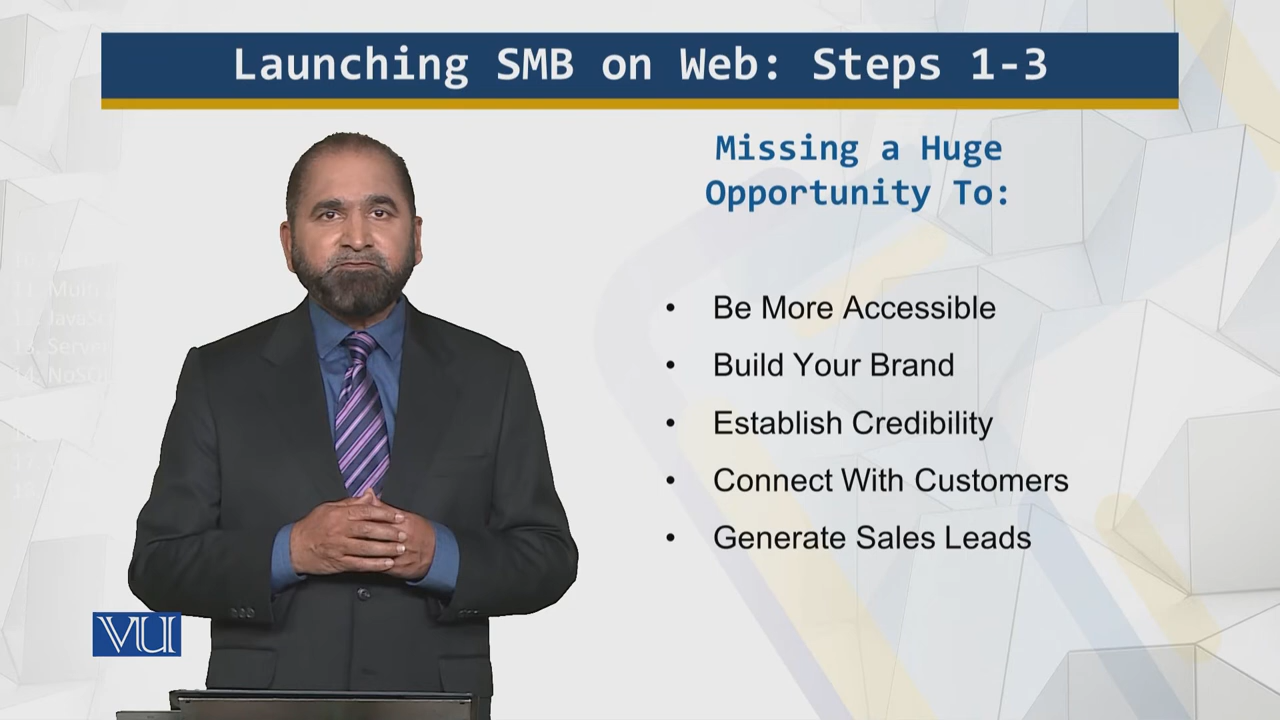 Launching SMB on Web: Steps 1-3
Missing a Huge
Opportunity To:
• Be More Accessible
• Build Your Brand
• Establish Credibility
• Connect With Customers
• Generate Sales Leads
VU